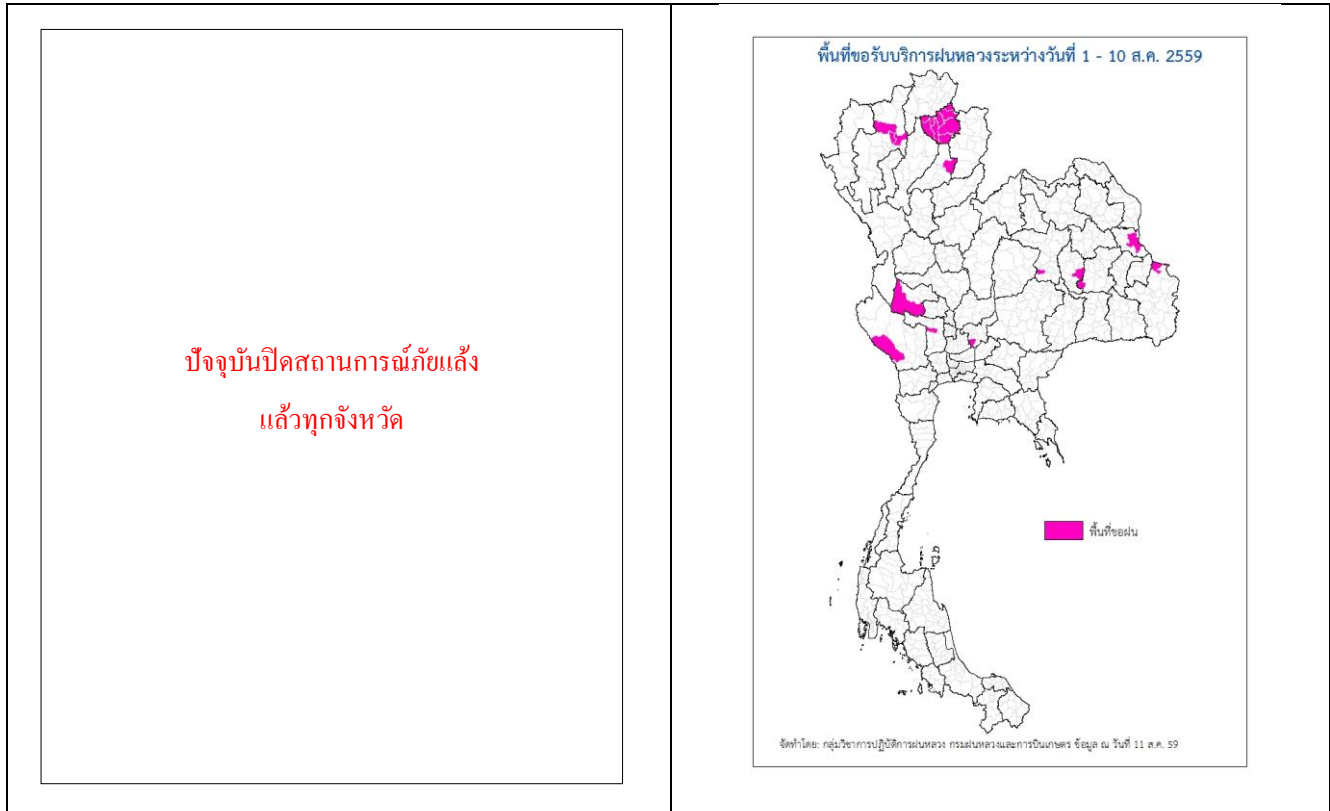 ปัจจุบันปิดสถานการณ์ภัยแล้ง
แล้วทุกจังหวัด
พื้นที่ขอรับบริการฝนหลวงระหว่างวันที่ 1 - 10 ส.ค. 2559
พื้นที่ขอฝน
จัดทำโดย: กลุ่มวิชาการปฏิบัติการฝนหลวง กรมฝนหลวงและการบินเกษตร ข้อมูล ณ วันที่ 11 ส.ค. 59